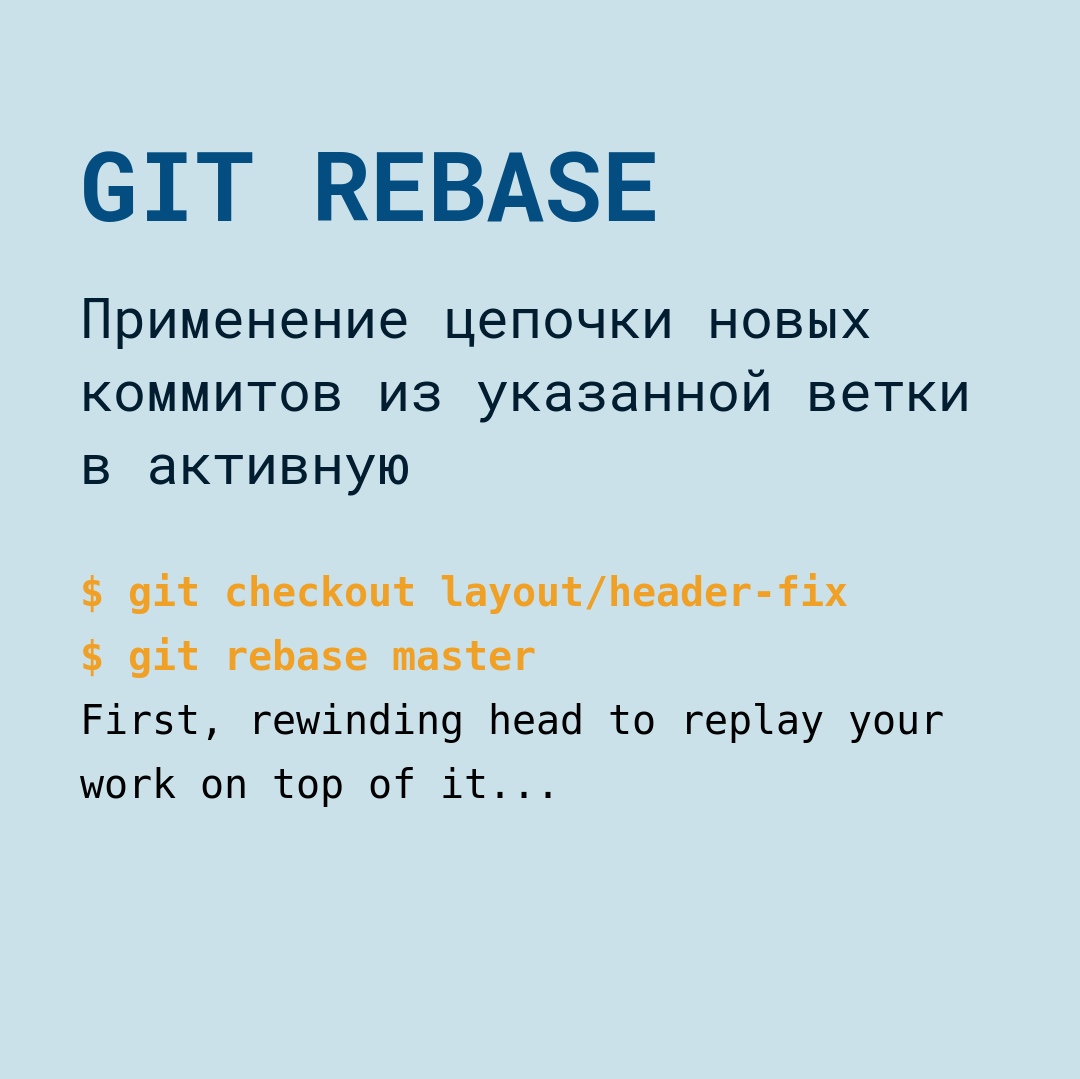 GIT REBASE
Применение цепочки новых
коммитов из указанной ветки
в активную
$ git checkout layout/header-fix
$ git rebase master
First, rewinding head to replay your
work on top of it...